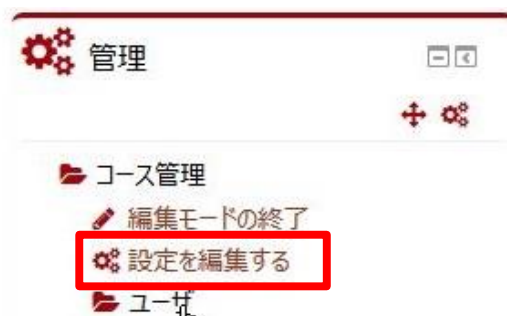 管理
コース管理
編集モードの終了
設定を編集する
ユーザ